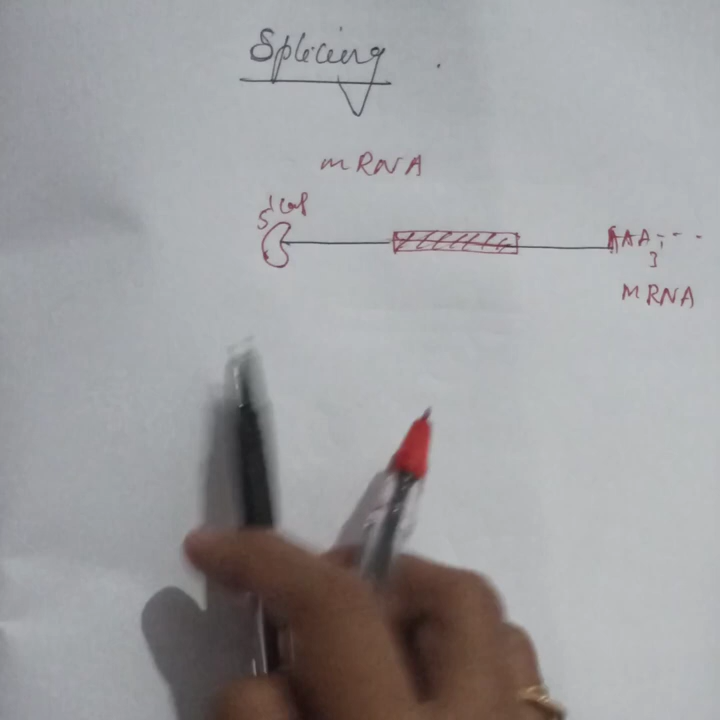 Splicing
mRNA
5' Cap
AAA - - -
3'
mRNA